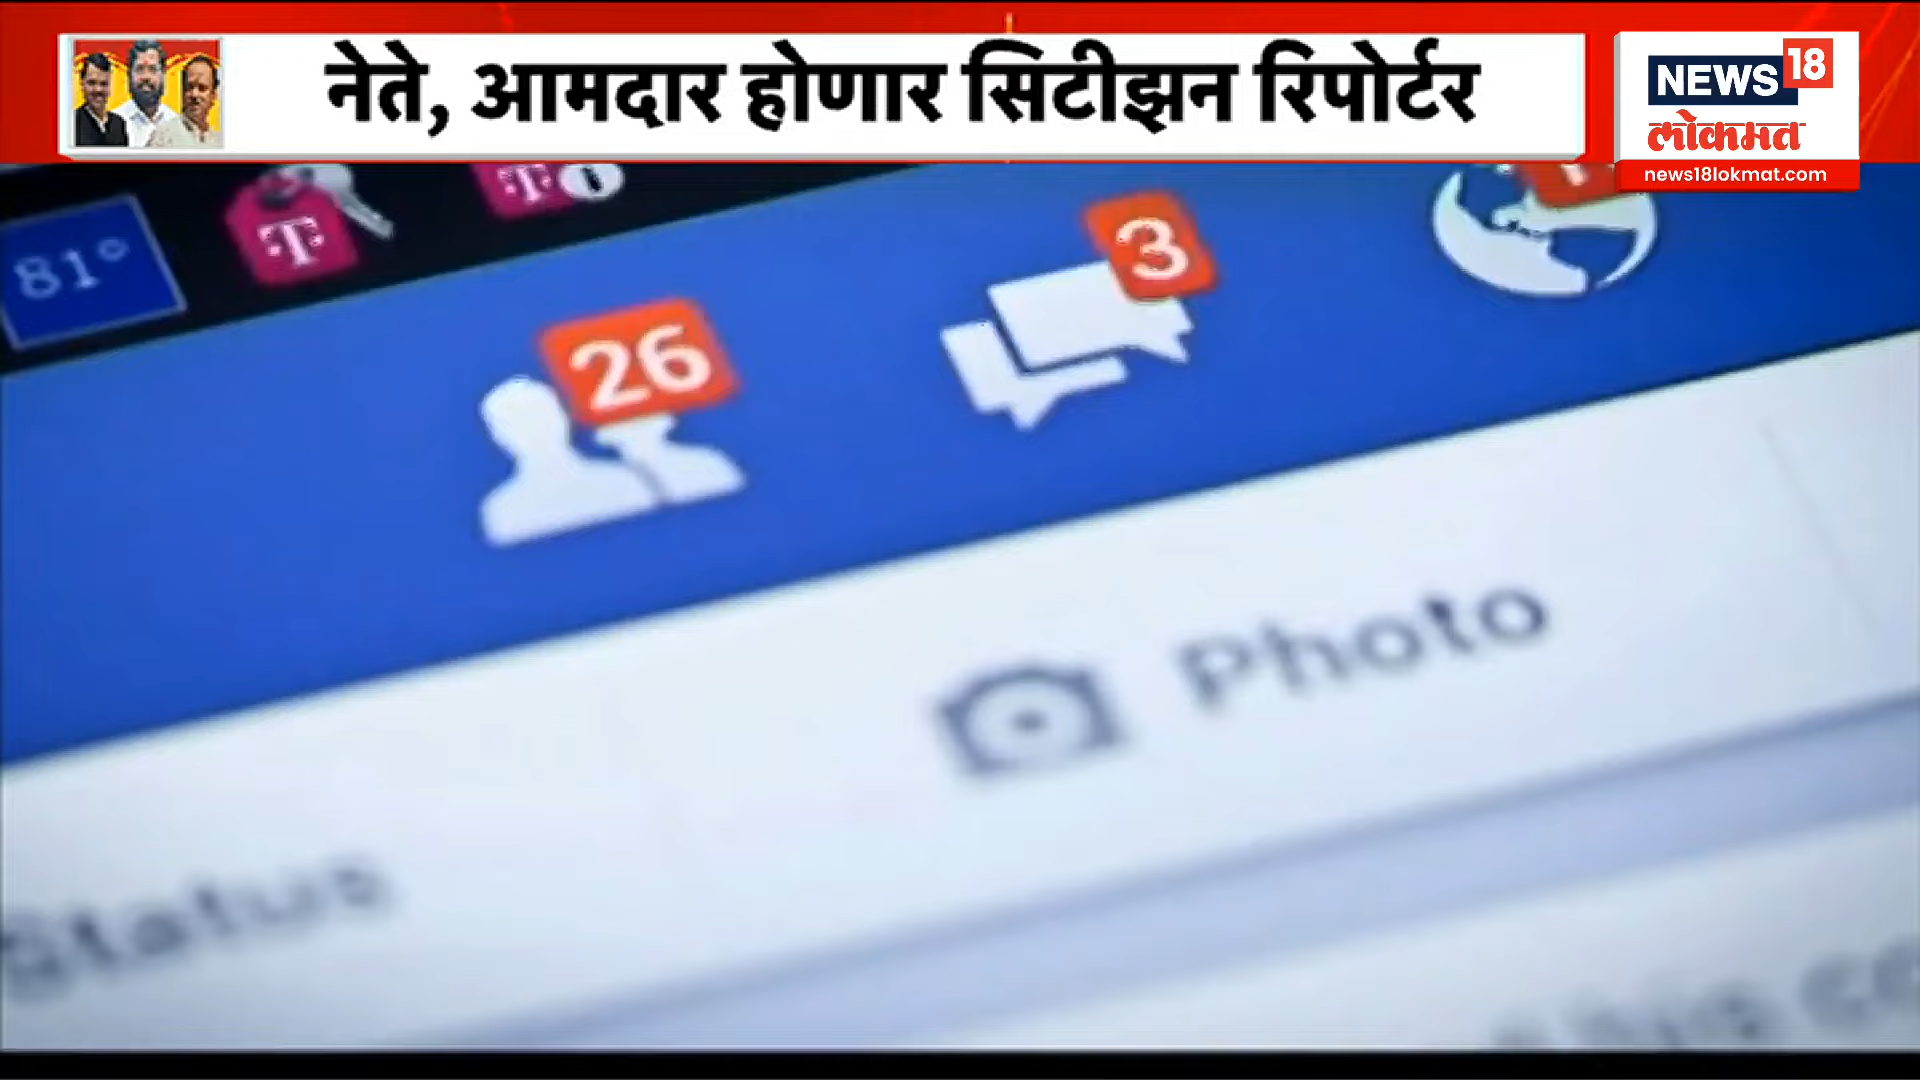 नेते, आमदार होणार सिटीझन रिपोर्टर
NEWS18
लोकमत
news18lokmat.com
81°
T
T
26
3
Photo
Status